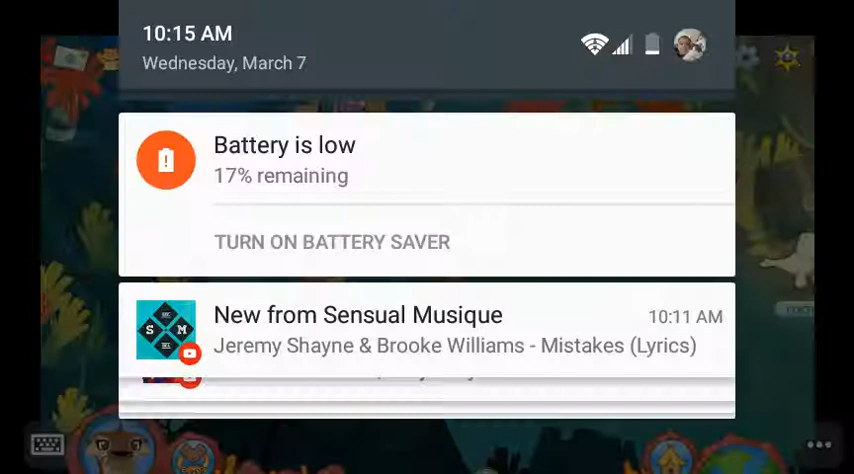 10:15 AM
Wednesday, March 7
Battery is low
17% remaining
TURN ON BATTERY SAVER
S M
New from Sensual Musique
10:11 AM
Jeremy Shayne & Brooke Williams - Mistakes (Lyrics)